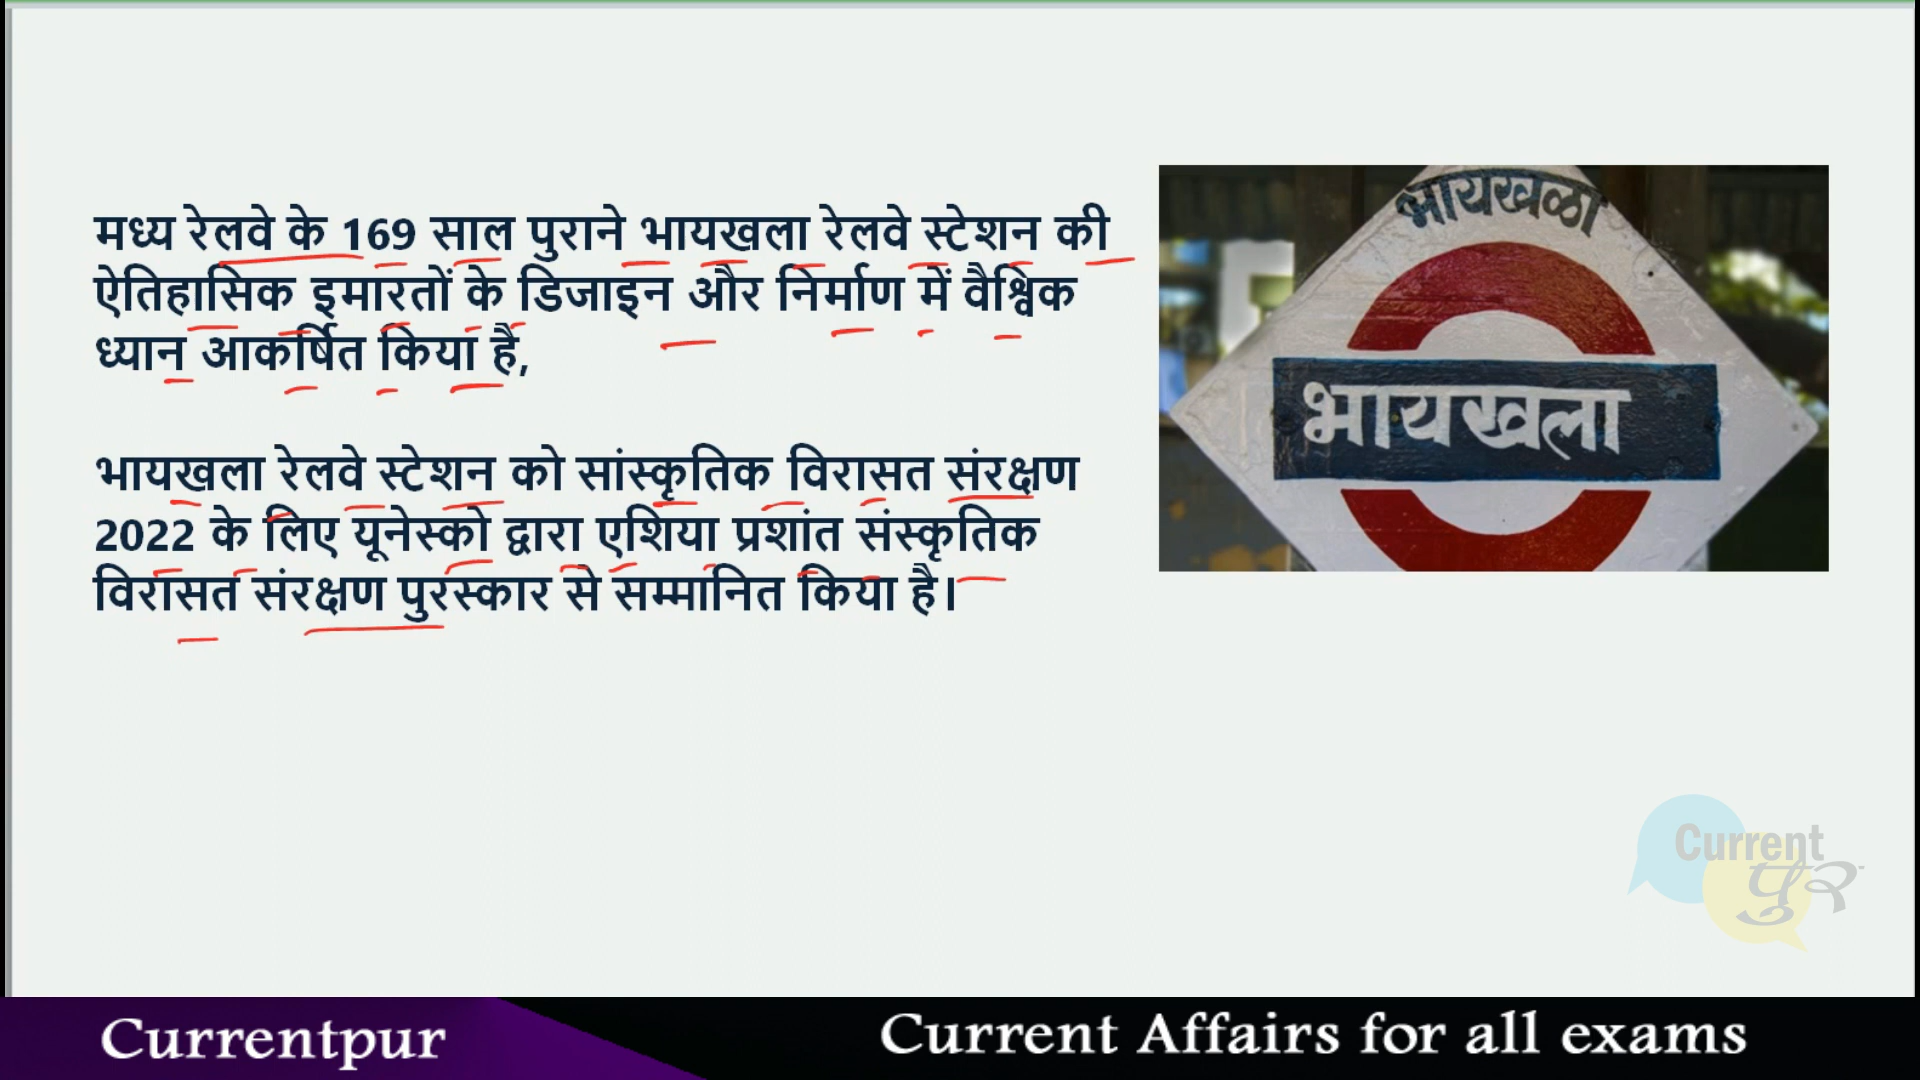 मध्य रेलवे के 169 साल पुराने भायखला रेलवे स्टेशन की
ऐतिहासिक इमारतों के डिजाइन और निर्माण में वैश्विक
ध्यान आकर्षित किया है,
भायखला रेलवे स्टेशन को सांस्कृतिक विरासत संरक्षण
2022 के लिए यूनेस्को द्वारा एशिया प्रशांत संस्कृतिक
विरासत संरक्षण पुरस्कार से सम्मानित किया है।
भायखळा
भायखला
Current
पुर
Currentpur
Current Affairs for all exams